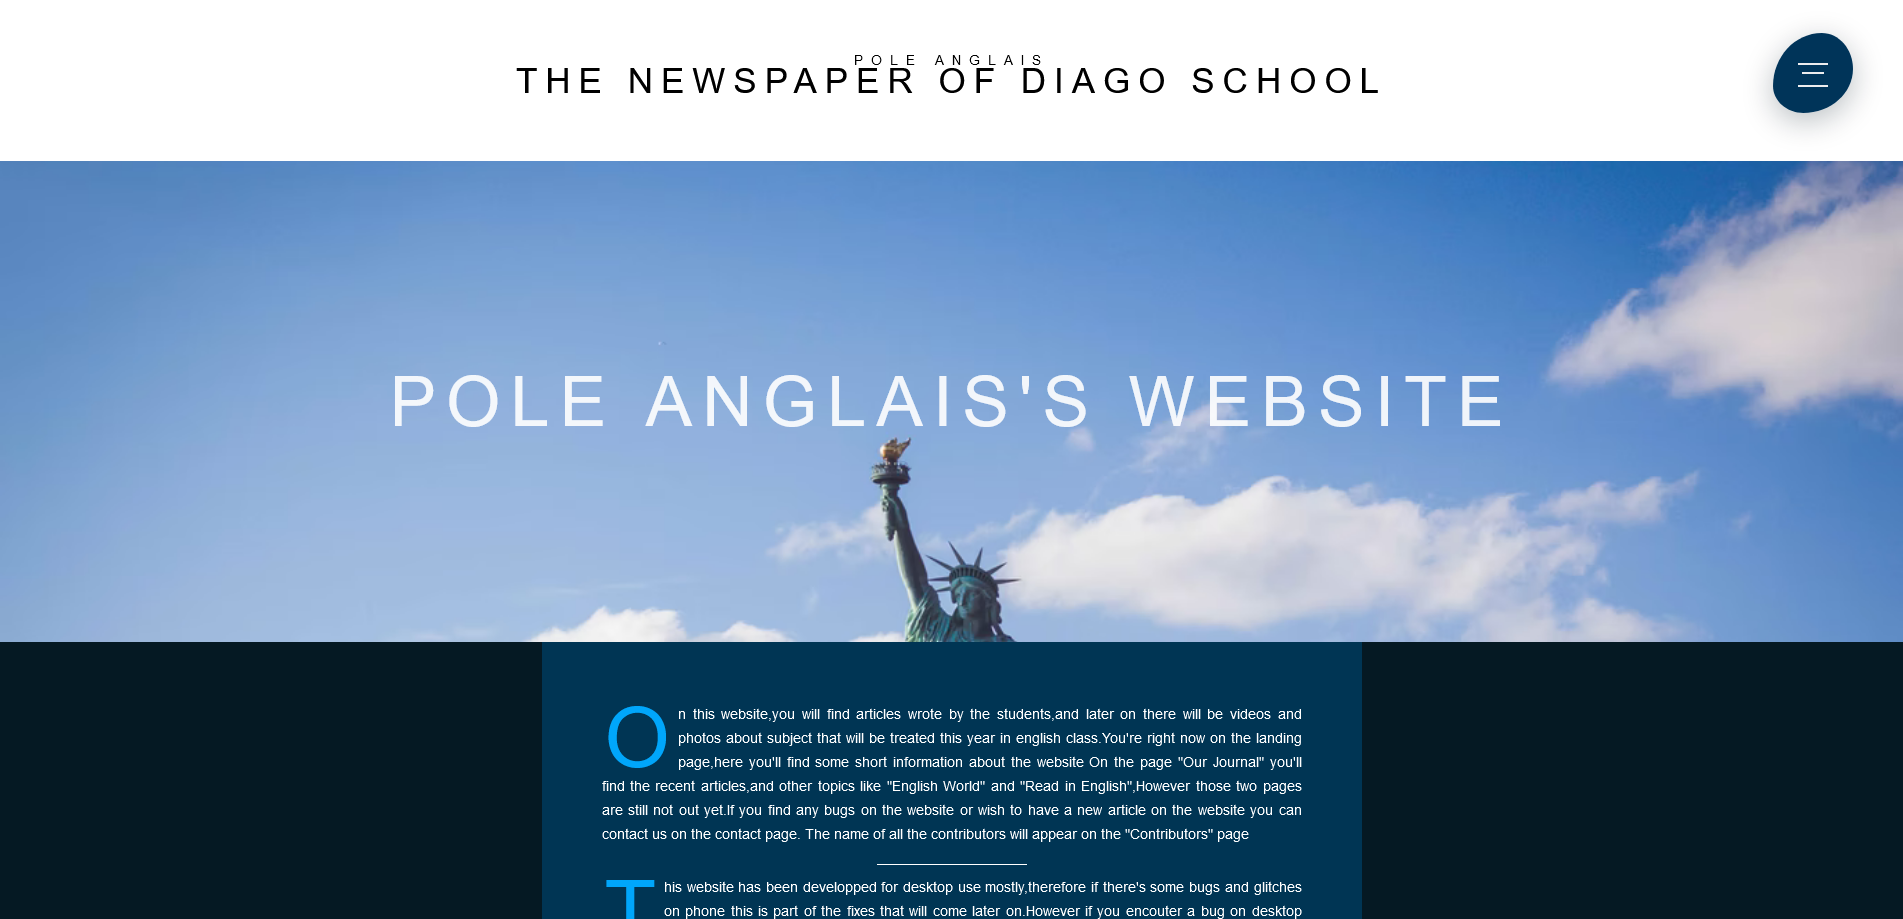 POLE ANGLAIS
THE NEWSPAPER OF DIAGO SCHOOL
POLE ANGLAIS'S WEBSITE
On this website,you will find articles wrote by the students,and later on there will be videos and
photos about subject that will be treated this year in english class.You're right now on the landing
page,here you'll find some short information about the website On the page "Our Journal" you'll
find the recent articles,and other topics like "English World" and "Read in English",However those two pages
are still not out yet.If you find any bugs on the website or wish to have a new article on the website you can
contact us on the contact page. The name of all the contributors will appear on the "Contributors" page
This website has been developped for desktop use mostly,therefore if there's some bugs and glitches
on phone this is part of the fixes that will come later on.However if you encouter a bug on desktop